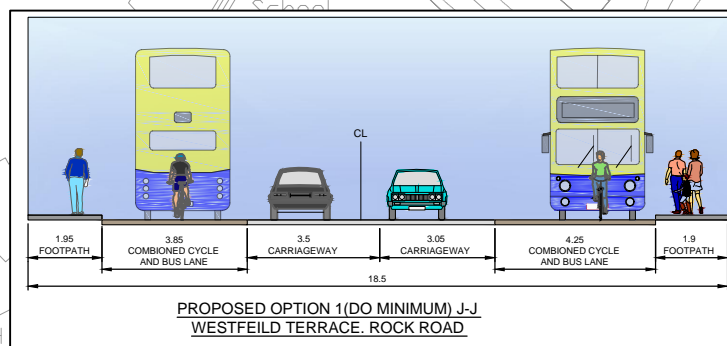 School
CL
1.95
FOOTPATH
3.85
COMBIONED CYCLE
AND BUS LANE
3.5
CARRIAGEWAY
3.05
CARRIAGEWAY
4.25
COMBIONED CYCLE
AND BUS LANE
1.9
FOOTPATH
18.5
PROPOSED OPTION 1(DO MINIMUM) J-J
WESTFEILD TERRACE. ROCK ROAD